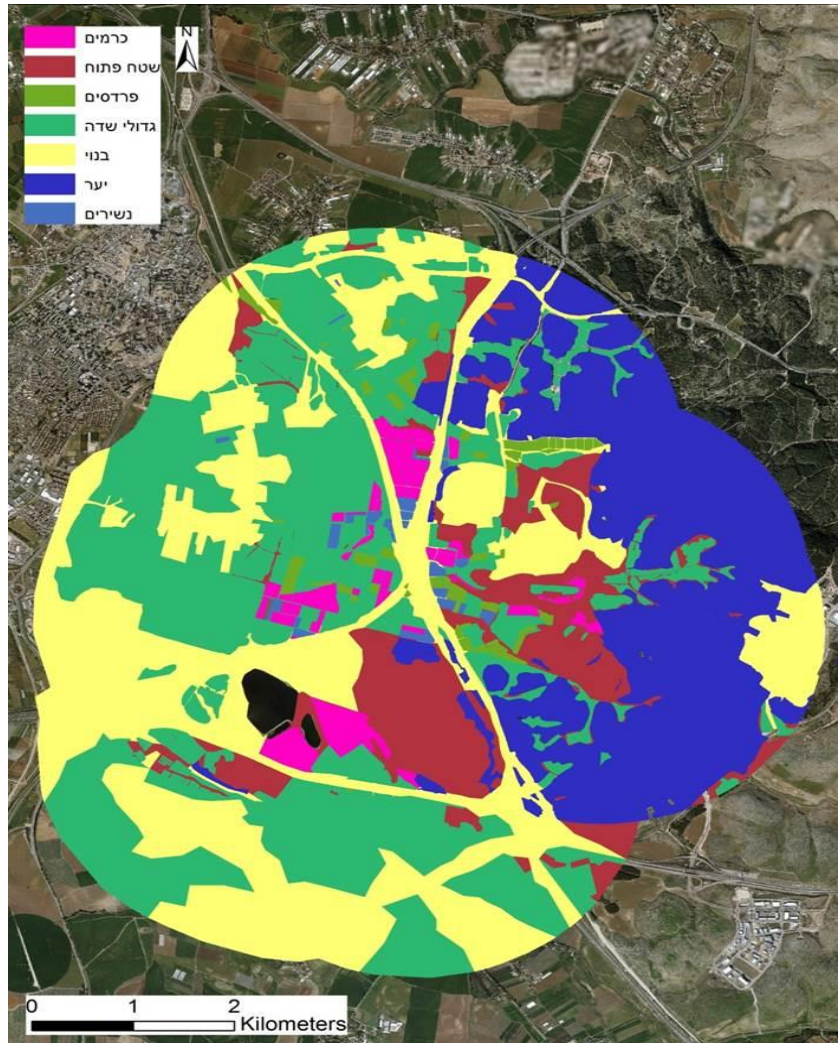 כרמים
שטח פתוח
פרדסים
גדולי שדה
בנוי
יער
נשירים
N
0 1 2
Kilometers